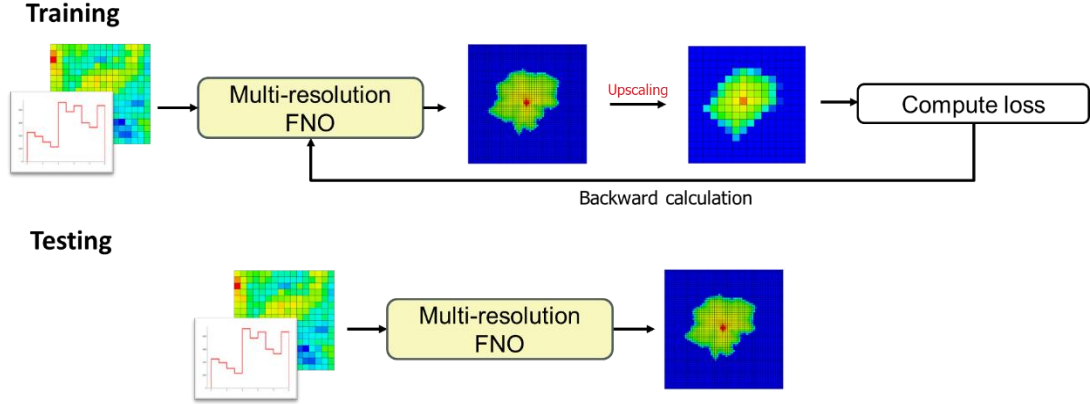 Training
Multi-resolution
FNO
Upscaling
Compute loss
Backward calculation
Testing
Multi-resolution
FNO